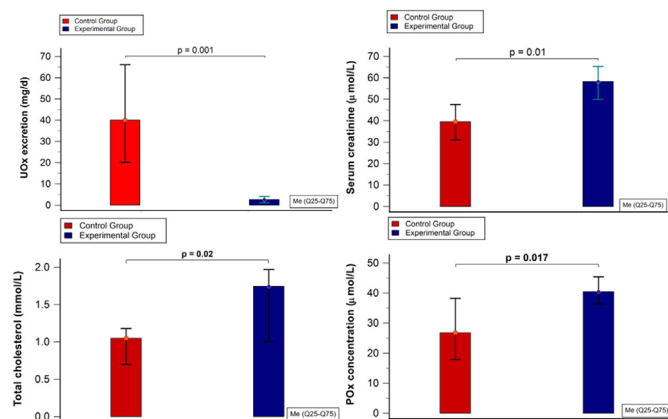 Control Group
Experimental Group
p = 0.001
UOx excretion (mg/d)
70
60
50
40
30
20
10
0
Me (Q25-Q75)
Control Group
Experimental Group
p = 0.01
Serum creatinine (μ mol/L)
70
60
50
40
30
20
10
0
Me (Q25-Q75)
Control Group
Experimental Group
p = 0.02
Total cholesterol (mmol/L)
2.0
1.5
1.0
0.5
0.0
Me (Q25-Q75)
Control Group
Experimental Group
p = 0.017
POx concentration (μ mol/L)
50
40
30
20
10
0
Me (Q25-Q75)